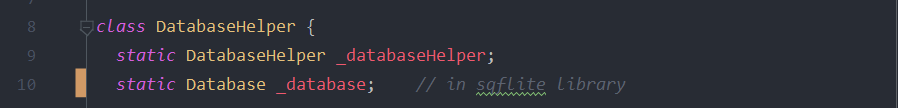 8 class DatabaseHelper {
9 static DatabaseHelper _databaseHelper;
10 static Database _database; // in sqflite library